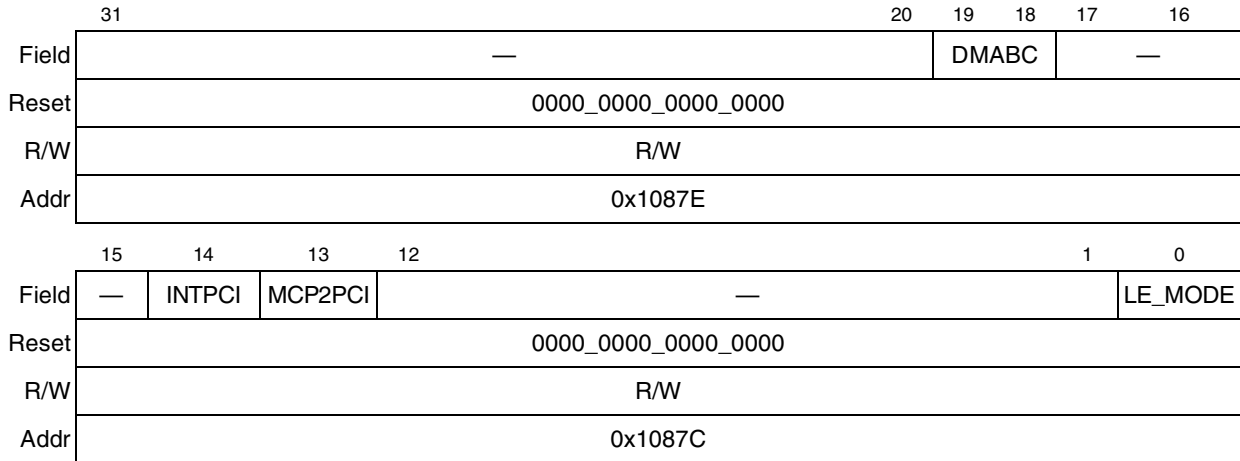 31 20 19 18 17 16
Field — DMABC —
Reset 0000_0000_0000_0000
R/W R/W
Addr 0x1087E
15 14 13 12 1 0
Field — INTPCI MCP2PCI — LE_MODE
Reset 0000_0000_0000_0000
R/W R/W
Addr 0x1087C